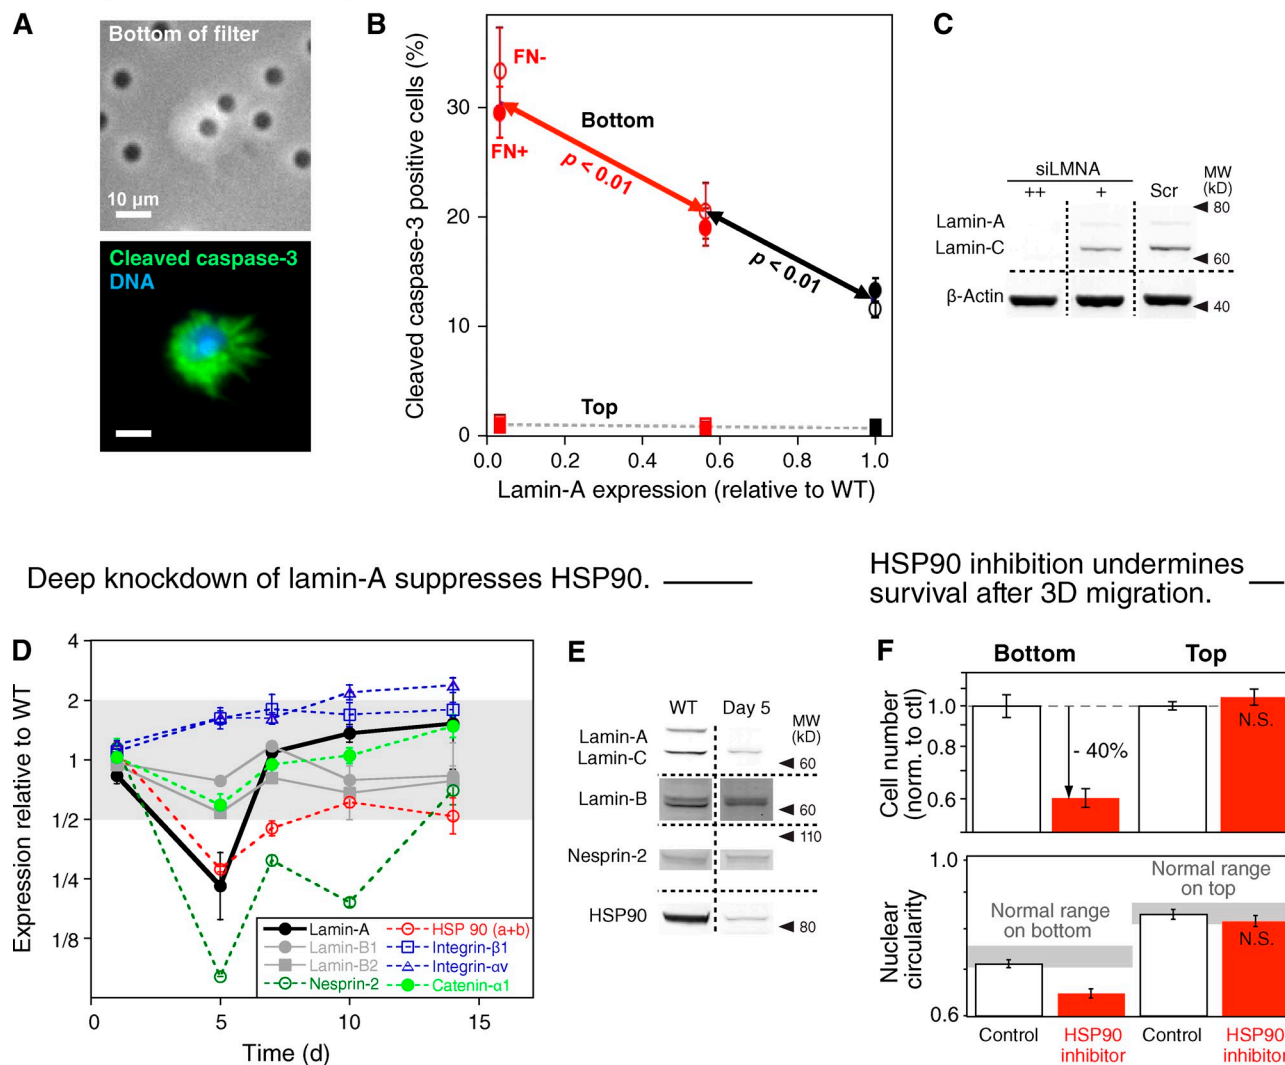 A
Bottom of filter
10 µm
Cleaved caspase-3
DNA
B
Cleaved caspase-3 positive cells (%)
30
20
10
0
FN-
FN+
Bottom
p < 0.01
p < 0.01
Top
0.0 0.2 0.4 0.6 0.8 1.0
Lamin-A expression (relative to WT)
C
siLMNA
++ + Scr
MW
(kD)
80
Lamin-A
Lamin-C
60
β-Actin
40
Deep knockdown of lamin-A suppresses HSP90.
HSP90 inhibition undermines
survival after 3D migration.
D
Expression relative to WT
4
2
1
1/2
1/4
1/8
Lamin-A
Lamin-B1
Lamin-B2
Nesprin-2
HSP 90 (a+b)
Integrin-β1
Integrin-αv
Catenin-α1
0 5 10 15
Time (d)
E
WT Day 5
MW
(kD)
Lamin-A
Lamin-C
60
Lamin-B
60
110
Nesprin-2
HSP90
80
F
Bottom Top
Cell number
(norm. to ctl)
1.0
0.8
0.6
- 40%
N.S.
Nuclear
circularity
1.0
0.6
Normal range
on bottom
Normal range
on top
N.S.
Control HSP90 Control HSP90
inhibitor inhibitor